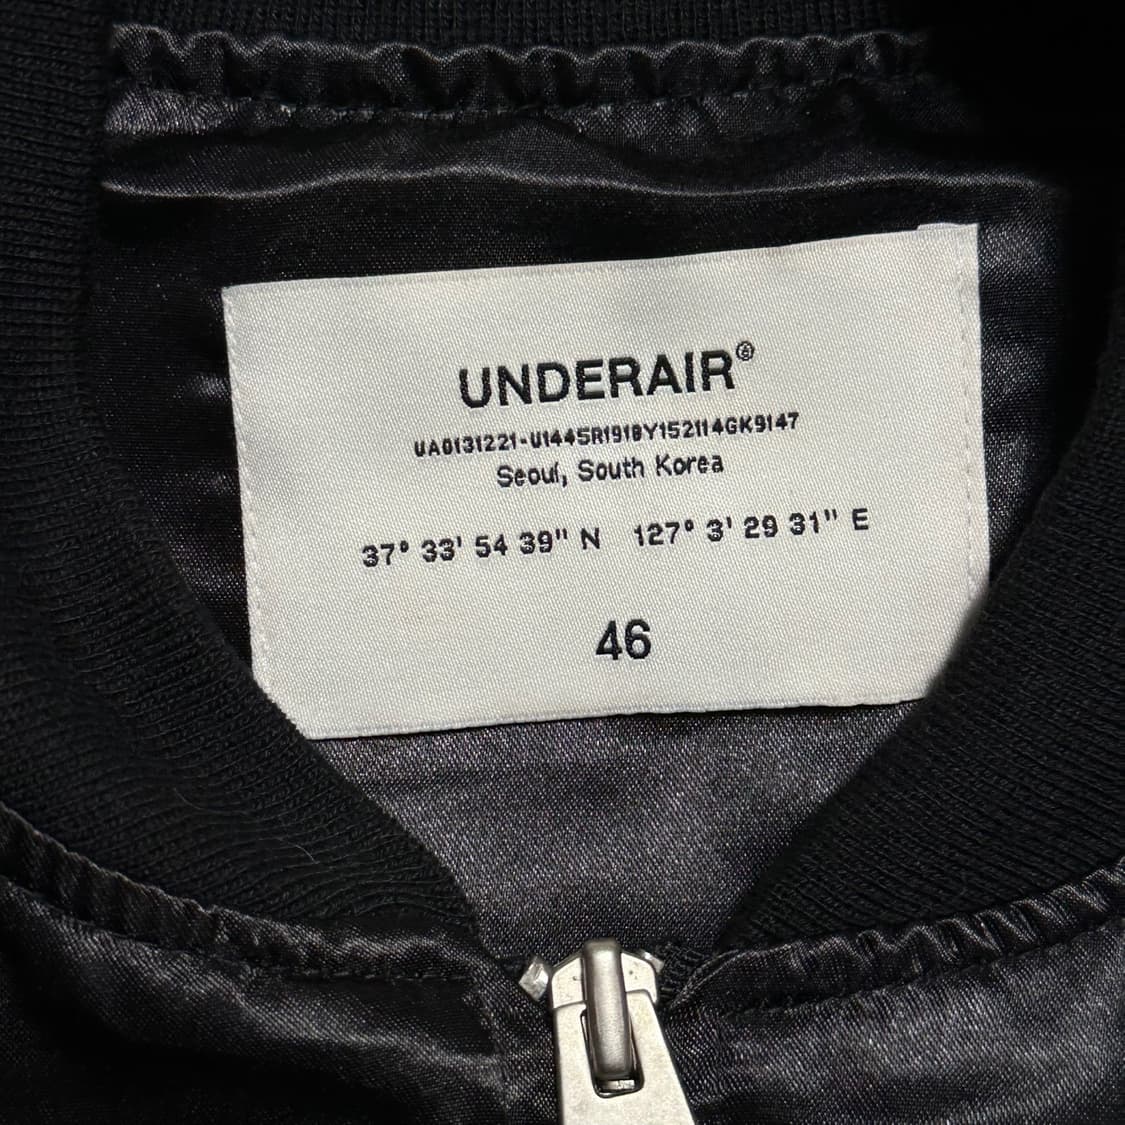 UNDERAIR®
UA0131221-U1445R1918Y152114GK9147
Seoul, South Korea
37° 33' 54 39" N 127° 3' 29 31" E
46